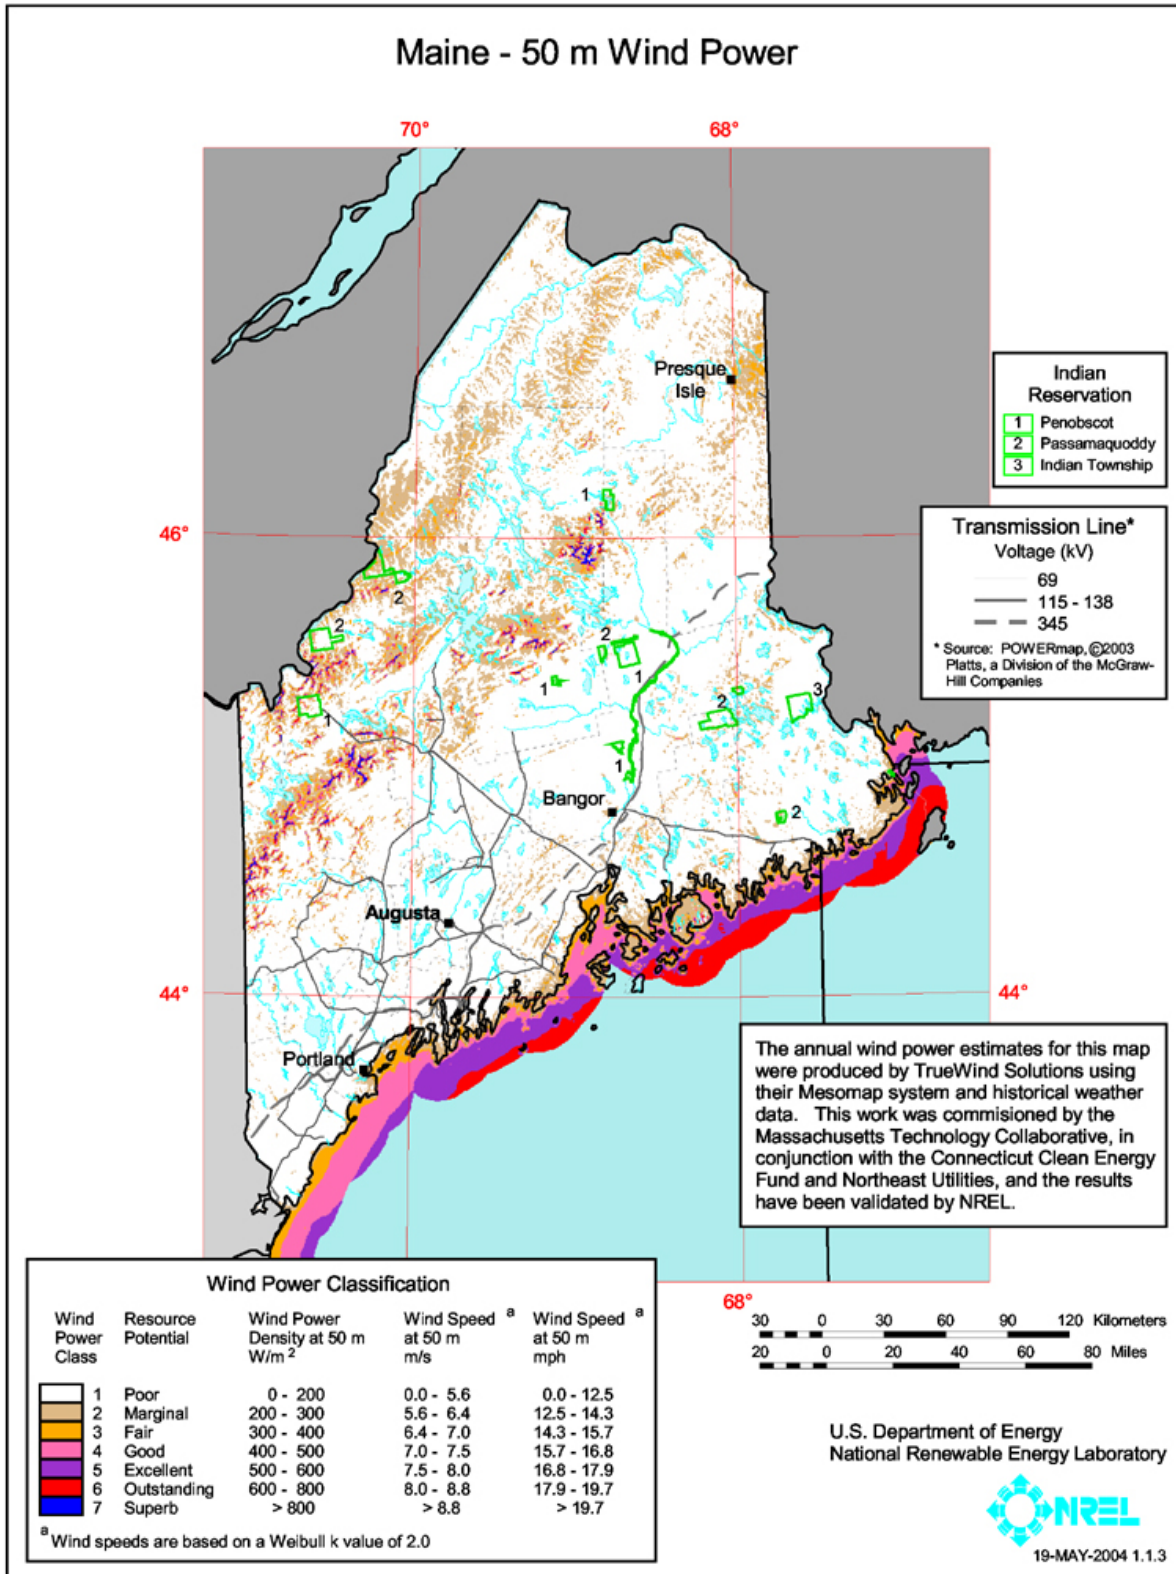 Maine - 50 m Wind Power
70°
68°
Presque
Isle
Indian
Reservation
1 Penobscot
2 Passamaquoddy
3 Indian Township
1
46°
Transmission Line*
Voltage (kV)
69
115 - 138
345
* Source: POWERmap, ©2003
Platts, a Division of the McGraw-
Hill Companies
2
2
2
1
1
3
2
1
1
Bangor
2
Augusta
44°
44°
Portland
The annual wind power estimates for this map
were produced by TrueWind Solutions using
their Mesomap system and historical weather
data. This work was commisioned by the
Massachusetts Technology Collaborative, in
conjunction with the Connecticut Clean Energy
Fund and Northeast Utilities, and the results
have been validated by NREL.
68°
Wind Power Classification
Wind Resource Wind Power Wind Speed a Wind Speed a
Power Potential Density at 50 m at 50 m at 50 m
Class W/m 2 m/s mph
1 Poor 0 - 200 0.0 - 5.6 0.0 - 12.5
2 Marginal 200 - 300 5.6 - 6.4 12.5 - 14.3
3 Fair 300 - 400 6.4 - 7.0 14.3 - 15.7
4 Good 400 - 500 7.0 - 7.5 15.7 - 16.8
5 Excellent 500 - 600 7.5 - 8.0 16.8 - 17.9
6 Outstanding 600 - 800 8.0 - 8.8 17.9 - 19.7
7 Superb > 800 > 8.8 > 19.7
a Wind speeds are based on a Weibull k value of 2.0
30 0 30 60 90 120 Kilometers
20 0 20 40 60 80 Miles
U.S. Department of Energy
National Renewable Energy Laboratory
NREL
19-MAY-2004 1.1.3